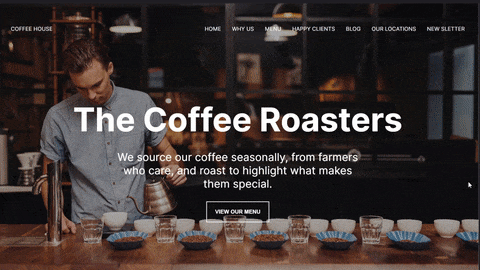 COFFEE HOUSE
HOME WHY US MENU HAPPY CLIENTS BLOG OUR LOCATIONS NEW SLETTER
The Coffee Roasters
We source our coffee seasonally, from farmers
who care, and roast to highlight what makes
them special.
VIEW OUR MENU